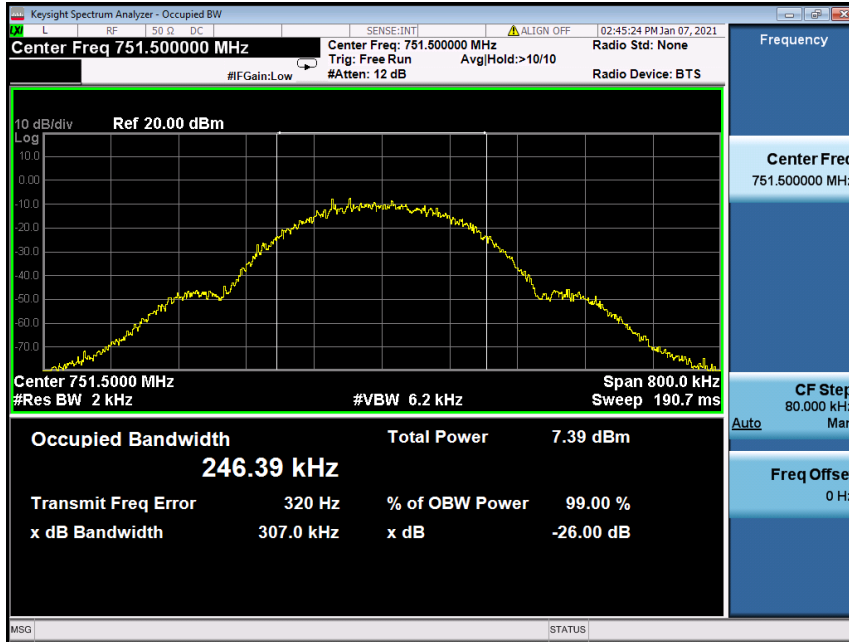 Keysight Spectrum Analyzer - Occupied BW
LXI L RF 50 Ω DC SENSE:INT ALIGN OFF 02:45:24 PM Jan 07, 2021
Center Freq 751.500000 MHz
Center Freq: 751.500000 MHz Radio Std: None
Trig: Free Run Avg|Hold:>10/10
#IFGain:Low #Atten: 12 dB Radio Device: BTS
10 dB/div Ref 20.00 dBm
Log
10.0
0.00
-10.0
-20.0
-30.0
-40.0
-50.0
-60.0
-70.0
Center 751.5000 MHz Span 800.0 kHz
#Res BW 2 kHz #VBW 6.2 kHz Sweep 190.7 ms
Occupied Bandwidth Total Power 7.39 dBm
246.39 kHz
Transmit Freq Error 320 Hz % of OBW Power 99.00 %
x dB Bandwidth 307.0 kHz x dB -26.00 dB
MSG STATUS
Frequency
Center Freq
751.500000 MHz
CF Step
80.000 kHz
Auto Man
Freq Offse
0 Hz